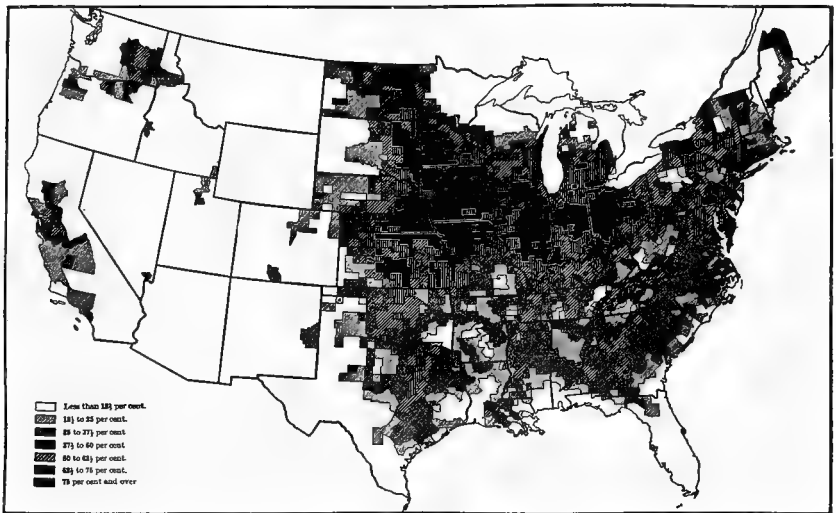 Less than 12½ per cent.
12½ to 25 per cent.
25 to 37½ per cent
37½ to 50 per cent
50 to 62½ per cent.
62½ to 75 per cent.
75 per cent and over